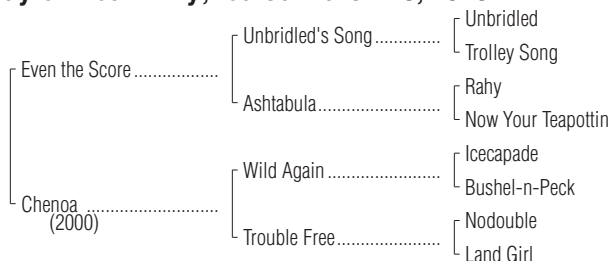 Unbridled
Unbridled's Song
Trolley Song
Even the Score
Rahy
Ashtabula
Now Your Teapottin
Icecapade
Wild Again
Bushel-n-Peck
Chenoa
(2000)
Nodouble
Trouble Free
Land Girl